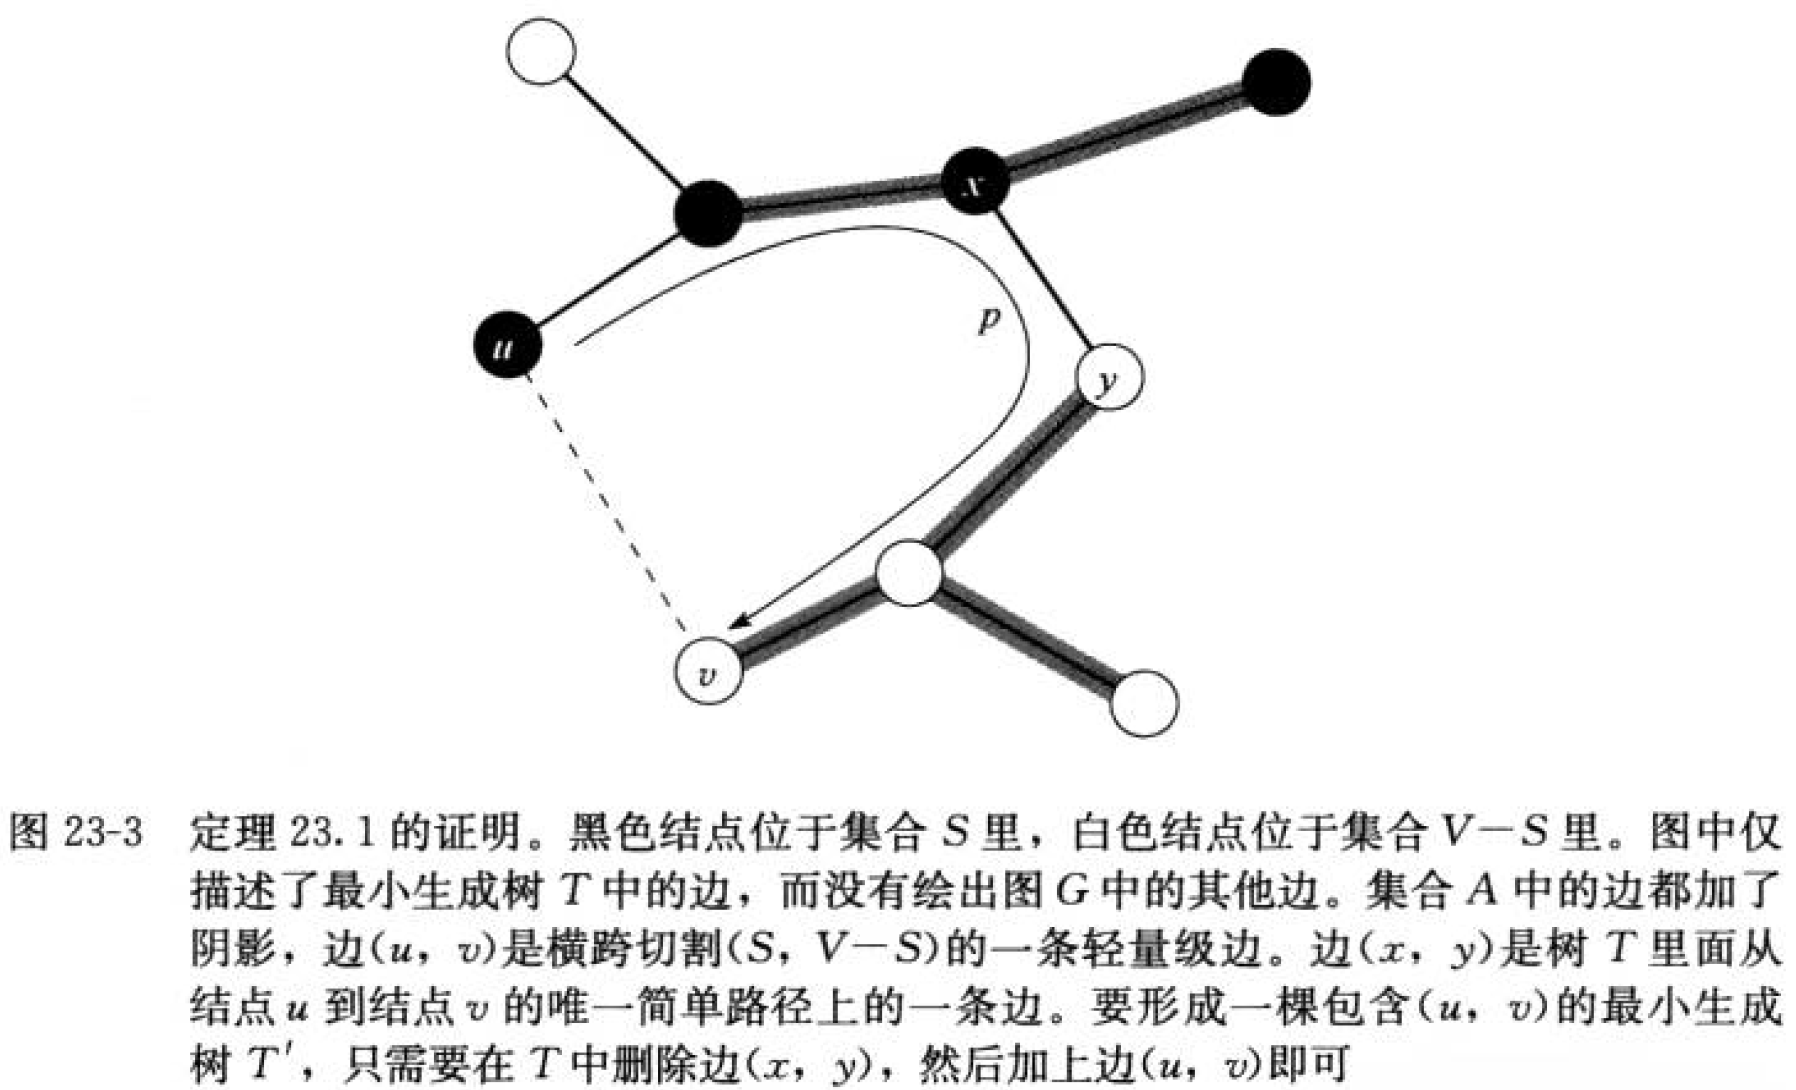 x
p
u
y
v
图 23-3 定理 23.1 的证明。黑色结点位于集合 S 里，白色结点位于集合 V－S 里。图中仅
描述了最小生成树 T 中的边，而没有绘出图 G 中的其他边。集合 A 中的边都加了
阴影，边(u，v)是横跨切割(S，V－S)的一条轻量级边。边(x，y)是树 T 里面从
结点 u 到结点 v 的唯一简单路径上的一条边。要形成一棵包含(u，v)的最小生成
树 T′，只需要在 T 中删除边(x，y)，然后加上边(u，v)即可